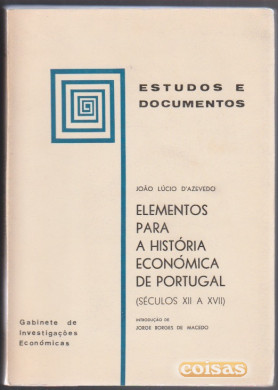 ESTUDOS E
DOCUMENTOS
JOÃO LÚCIO D'AZEVEDO
ELEMENTOS
PARA
A HISTÓRIA
ECONÓMICA
DE PORTUGAL
(SÉCULOS XII A XVII)
INTRODUÇÃO DE
JORGE BORGES DE MACEDO
Gabinete de
Investigações
Económicas
coisas